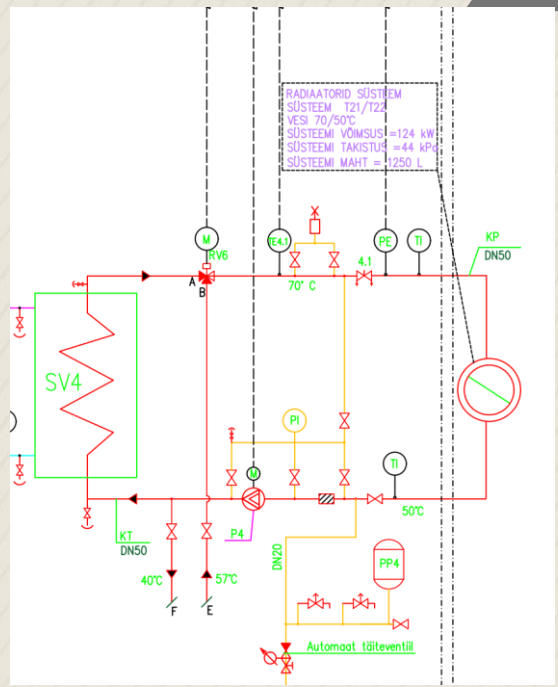 RADIAATORID SÜSTEEM
SÜSTEEM T21/T22
VESI 70/50°C
SÜSTEEMI VÕIMSUS =124 kW
SÜSTEEMI TAKISTUS =44 kPa
SÜSTEEMI MAHT = 1250 L
M
RV6
TE4.1
PE
TI
KP
DN50
A
B
70° C
4.1
SV4
PI
M
TI
50°C
KT
DN50
P4
DN20
PP4
40°C
57°C
F
E
Automaat täiteventiil